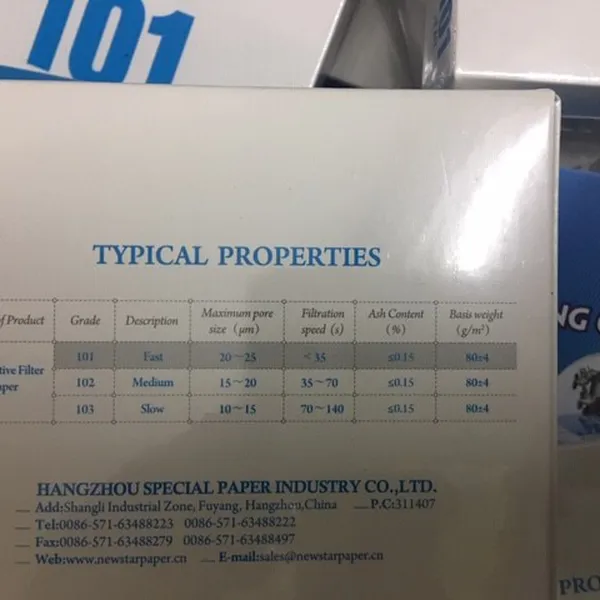 101
TYPICAL PROPERTIES
of Product Grade Description Maximum pore size (μm) Filtration speed (s) Ash Content (%) Basis weight (g/m²)
101 Fast 20～25 <35 ≤0.15 80±4
tive Filter
aper
102 Medium 15～20 35～70 ≤0.15 80±4
103 Slow 10～15 70～140 ≤0.15 80±4
HANGZHOU SPECIAL PAPER INDUSTRY CO.,LTD.
Add:Shangli Industrial Zone, Fuyang, Hangzhou,China P.C:311407
Tel:0086-571-63488223 0086-571-63488222
Fax:0086-571-63488279 0086-571-63488497
Web:www.newstarpaper.cn E-mail:sales@newstarpaper.cn
NG
PRO